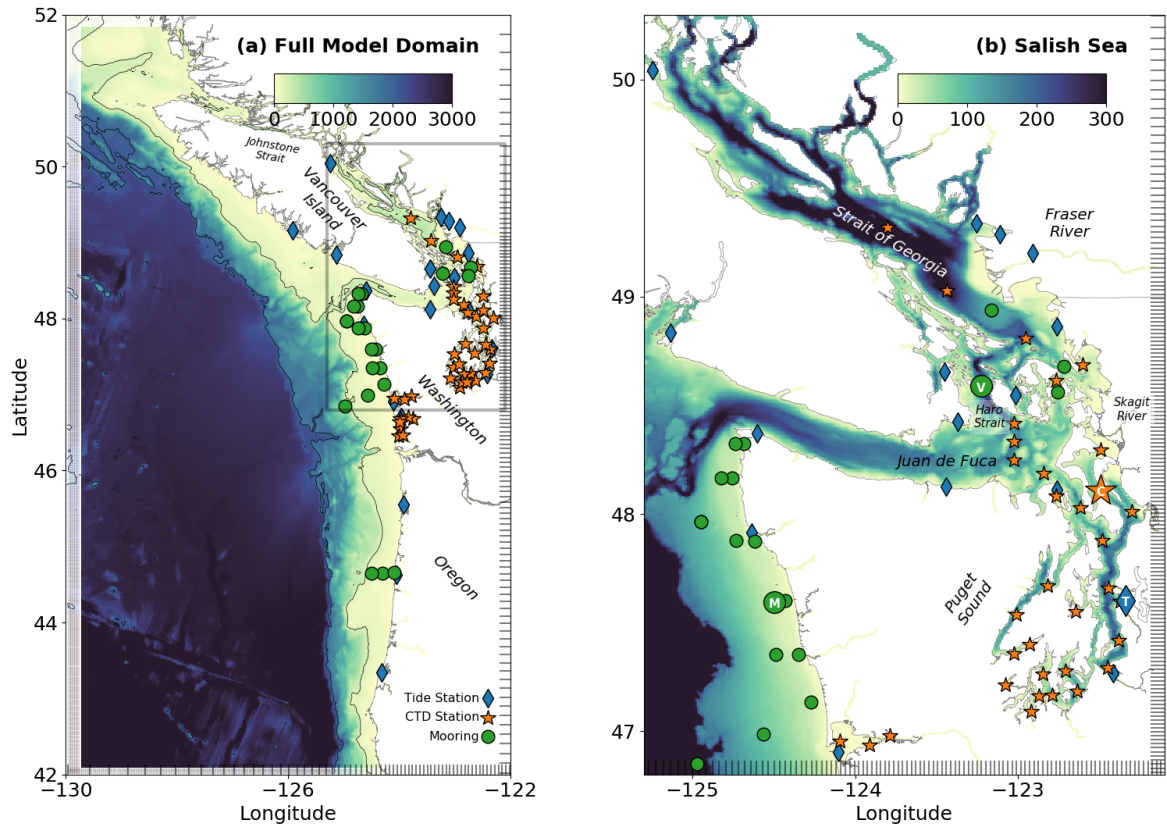 (a) Full Model Domain
0 1000 2000 3000
Johnstone
Strait
Vancouver
Island
Washington
Oregon
Tide Station
CTD Station
Mooring
52
50
48
46
44
42
Latitude
−130 −128 −126 −124 −122
Longitude
(b) Salish Sea
0 100 200 300
Strait of Georgia
Fraser
River
V
Haro
Strait
Skagit
River
Juan de Fuca
C
Puget
Sound
T
M
50
49
48
47
−125 −124 −123
Longitude